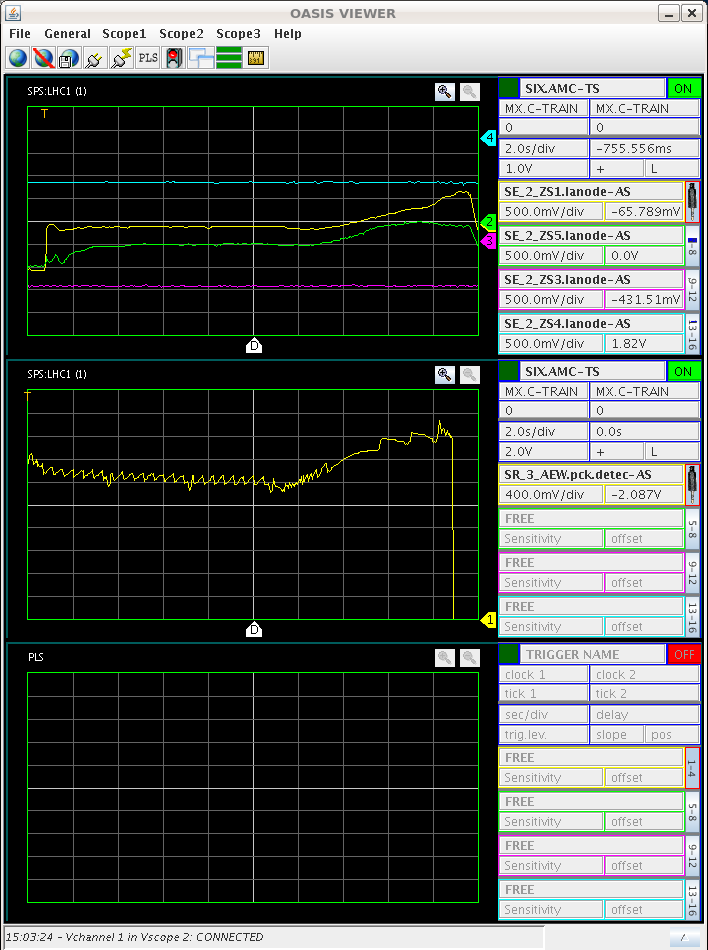 OASIS VIEWER
File General Scope1 Scope2 Scope3 Help
PLS
SPS:LHC1 (1)
T
4
2
3
D
SIX.AMC-TS ON
MX.C-TRAIN MX.C-TRAIN
0 0
2.0s/div -755.556ms
1.0V + L
SE_2_ZS1.Ianode-AS
500.0mV/div -65.789mV
SE_2_ZS5.Ianode-AS
500.0mV/div 0.0V
-8
SE_2_ZS3.Ianode-AS
500.0mV/div -431.51mV
9-12
SE_2_ZS4.Ianode-AS
500.0mV/div 1.82V
13-16
SPS:LHC1 (1)
1
D
SIX.AMC-TS ON
MX.C-TRAIN MX.C-TRAIN
0 0
2.0s/div 0.0s
2.0V + L
SR_3_AEW.pck.detec-AS
400.0mV/div -2.087V
FREE
Sensitivity offset
5-8
FREE
Sensitivity offset
9-12
FREE
Sensitivity offset
13-16
PLS
TRIGGER NAME OFF
clock 1 clock 2
tick 1 tick 2
sec/div delay
trig.lev. slope pos
FREE
Sensitivity offset
1-4
FREE
Sensitivity offset
5-8
FREE
Sensitivity offset
9-12
FREE
Sensitivity offset
13-16
15:03:24 - Vchannel 1 in Vscope 2: CONNECTED